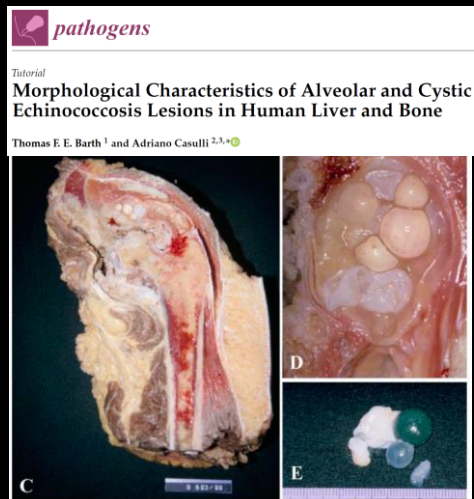 pathogens
Tutorial
Morphological Characteristics of Alveolar and Cystic
Echinococcosis Lesions in Human Liver and Bone
Thomas F. E. Barth 1 and Adriano Casulli 2,3,*
D
C
E